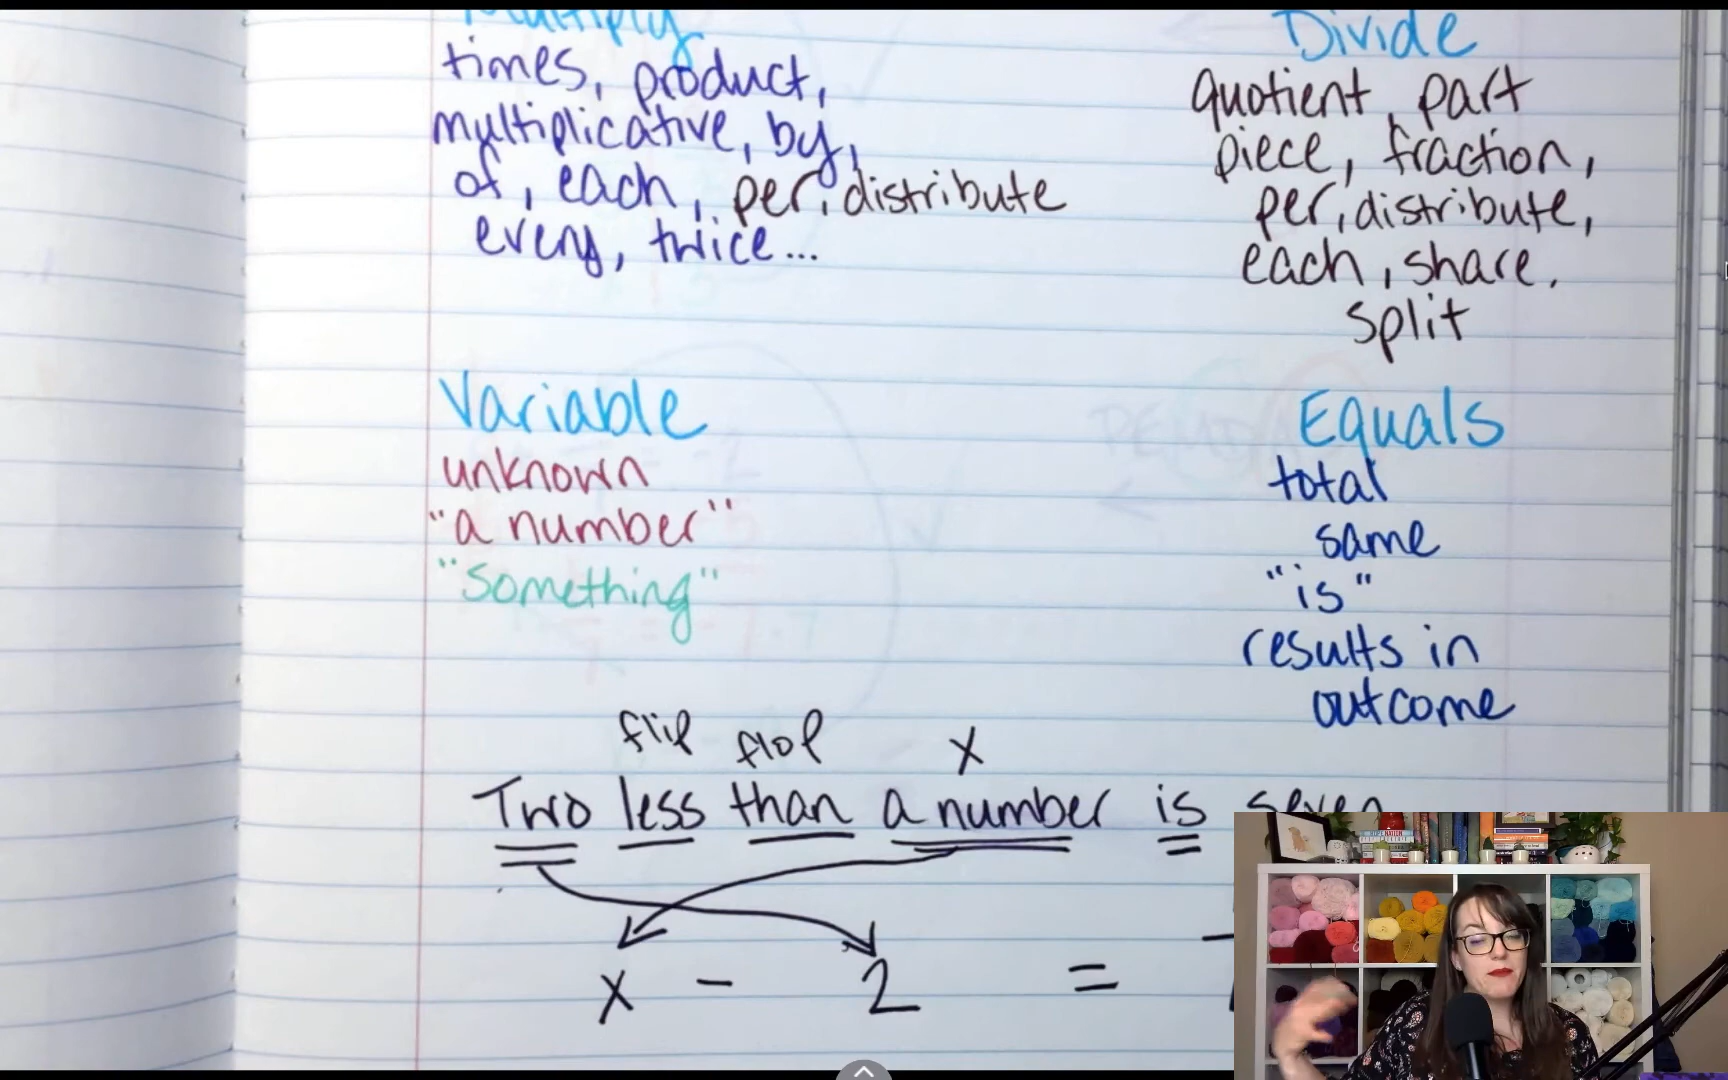 Multiply
times, product,
multiplicative, by,
of, each, per, distribute
every, twice...
Divide
quotient, part
piece, fraction,
per, distribute,
each, share,
split
Variable
unknown
"a number"
"something"
Equals
total
same
"is"
results in
outcome
flip flop x
Two less than a number is seven
x - 2 =